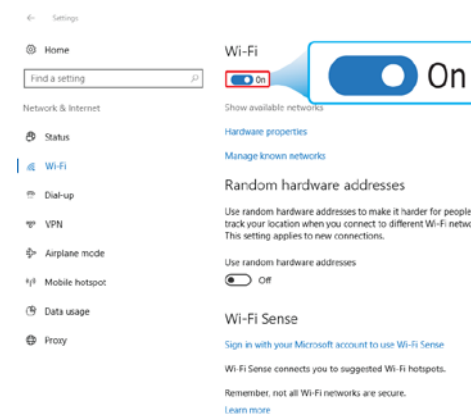 Settings
Home
Find a setting
Network & Internet
Status
Wi-Fi
Dial-up
VPN
Airplane mode
Mobile hotspot
Data usage
Proxy
Wi-Fi
On
On
Show available networks
Hardware properties
Manage known networks
Random hardware addresses
Use random hardware addresses to make it harder for people
track your location when you connect to different Wi-Fi netwo
This setting applies to new connections.
Use random hardware addresses
Off
Wi-Fi Sense
Sign in with your Microsoft account to use Wi-Fi Sense
Wi-Fi Sense connects you to suggested Wi-Fi hotspots.
Remember, not all Wi-Fi networks are secure.
Learn more